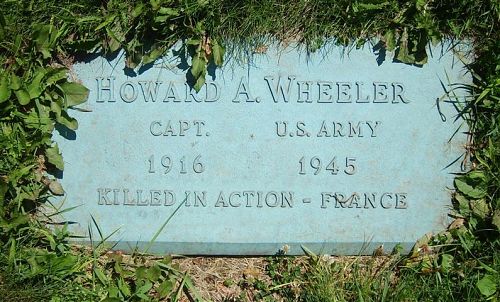 HOWARD A. WHEELER
CAPT. U.S. ARMY
1916 1945
KILLED IN ACTION - FRANCE